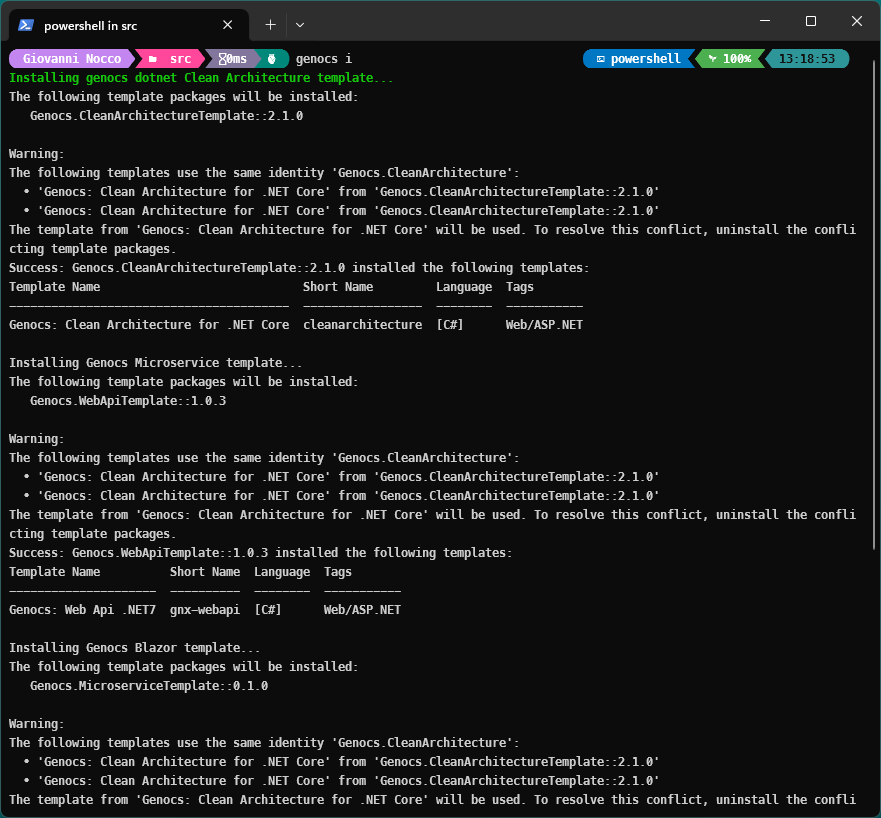 powershell in src
Giovanni Nocco src 0ms genocs i powershell 100% 13:18:53
Installing genocs dotnet Clean Architecture template...
The following template packages will be installed:
Genocs.CleanArchitectureTemplate::2.1.0
Warning:
The following templates use the same identity 'Genocs.CleanArchitecture':
• 'Genocs: Clean Architecture for .NET Core' from 'Genocs.CleanArchitectureTemplate::2.1.0'
• 'Genocs: Clean Architecture for .NET Core' from 'Genocs.CleanArchitectureTemplate::2.1.0'
The template from 'Genocs: Clean Architecture for .NET Core' will be used. To resolve this conflict, uninstall the confli
cting template packages.
Success: Genocs.CleanArchitectureTemplate::2.1.0 installed the following templates:
Template Name Short Name Language Tags
Genocs: Clean Architecture for .NET Core cleanarchitecture [C#] Web/ASP.NET
Installing Genocs Microservice template...
The following template packages will be installed:
Genocs.WebApiTemplate::1.0.3
Warning:
The following templates use the same identity 'Genocs.CleanArchitecture':
• 'Genocs: Clean Architecture for .NET Core' from 'Genocs.CleanArchitectureTemplate::2.1.0'
• 'Genocs: Clean Architecture for .NET Core' from 'Genocs.CleanArchitectureTemplate::2.1.0'
The template from 'Genocs: Clean Architecture for .NET Core' will be used. To resolve this conflict, uninstall the confli
cting template packages.
Success: Genocs.WebApiTemplate::1.0.3 installed the following templates:
Template Name Short Name Language Tags
Genocs: Web Api .NET7 gnx-webapi [C#] Web/ASP.NET
Installing Genocs Blazor template...
The following template packages will be installed:
Genocs.MicroserviceTemplate::0.1.0
Warning:
The following templates use the same identity 'Genocs.CleanArchitecture':
• 'Genocs: Clean Architecture for .NET Core' from 'Genocs.CleanArchitectureTemplate::2.1.0'
• 'Genocs: Clean Architecture for .NET Core' from 'Genocs.CleanArchitectureTemplate::2.1.0'
The template from 'Genocs: Clean Architecture for .NET Core' will be used. To resolve this conflict, uninstall the confli